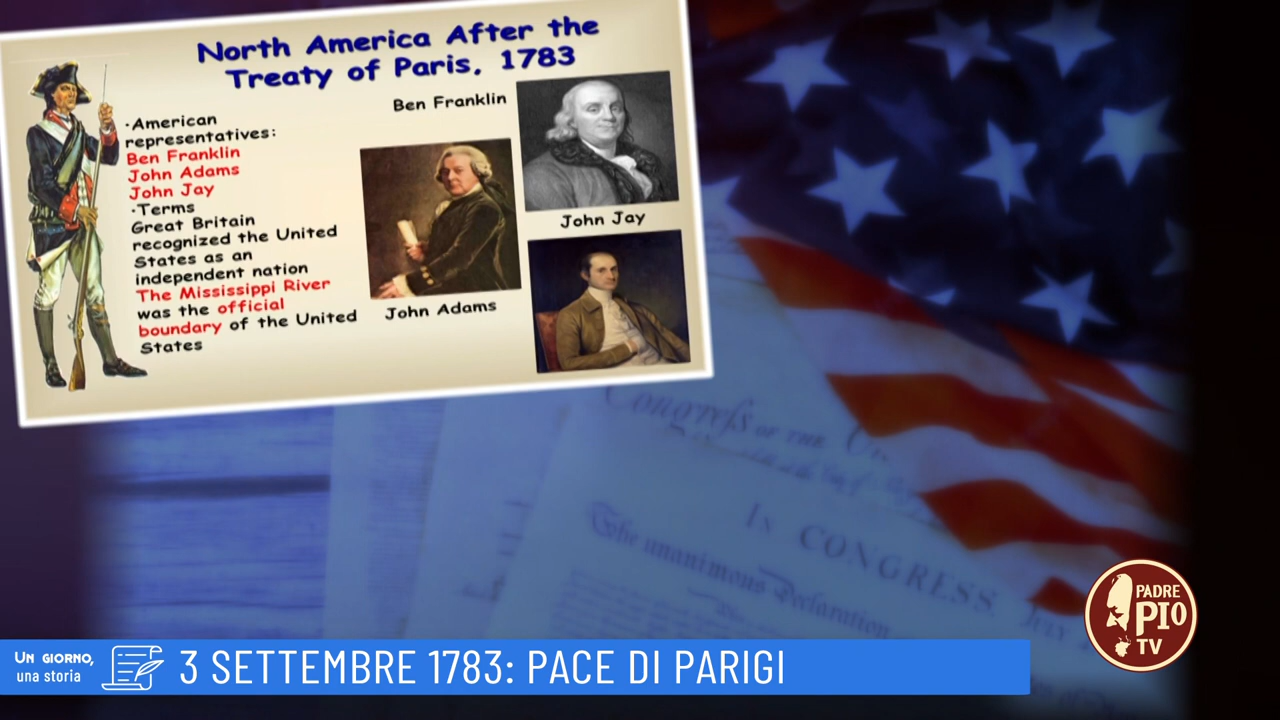 North America After the
Treaty of Paris, 1783
Ben Franklin
·American
representatives:
Ben Franklin
John Adams
John Jay
·Terms
Great Britain
recognized the United
States as an
independent nation
The Mississippi River
was the official
boundary of the United
States
John Adams
John Jay
Congress OF THE
In CONGRESS
July
The unanimous Declaration
PADRE
PIO
TV
Un giorno,
una storia
3 SETTEMBRE 1783: PACE DI PARIGI